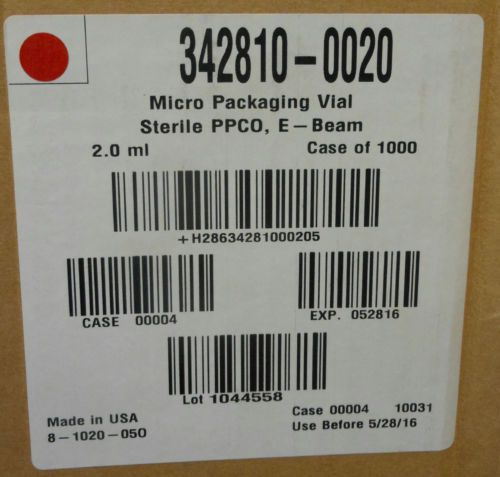 342810-0020
Micro Packaging Vial
Sterile PPCO, E-Beam
2.0 ml Case of 1000
+H28634281000205
CASE 00004
EXP. 052816
Lot 1044558
Made in USA
8-1020-050
Case 00004 10031
Use Before 5/28/16